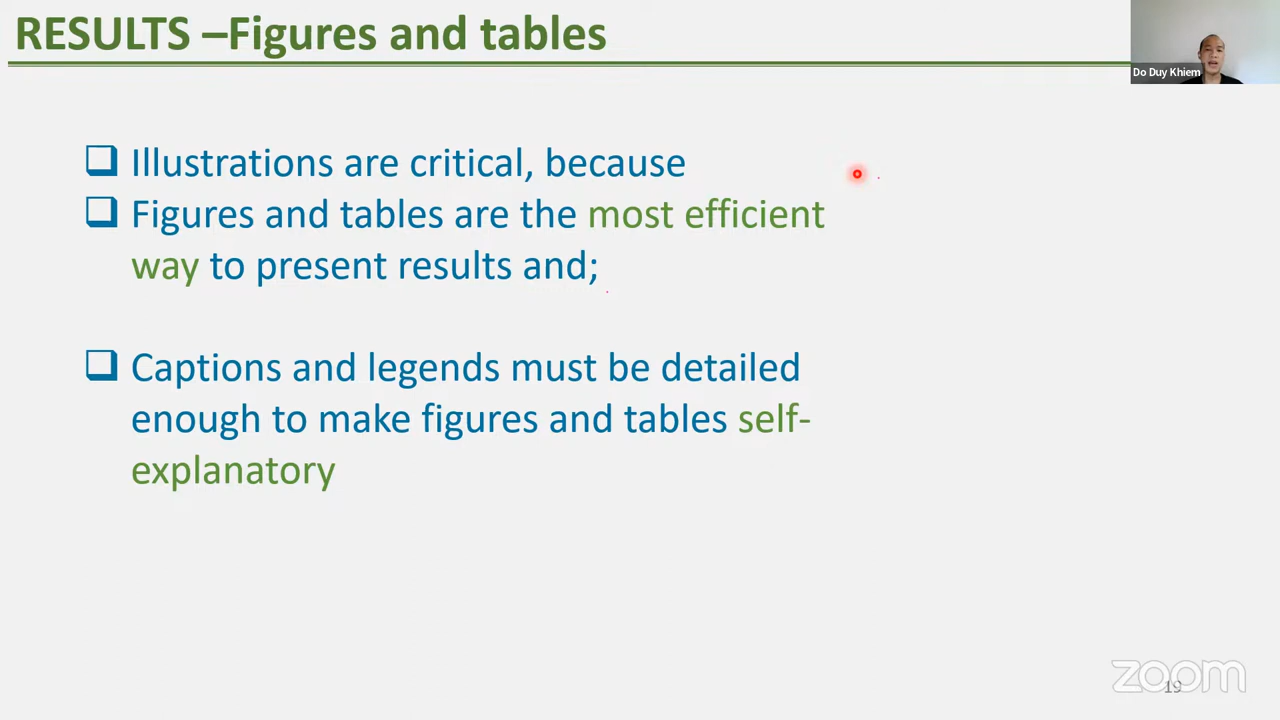 RESULTS –Figures and tables
Do Duy Khiem
❑ Illustrations are critical, because
❑ Figures and tables are the most efficient
way to present results and;
❑ Captions and legends must be detailed
enough to make figures and tables self-
explanatory
zoom
19